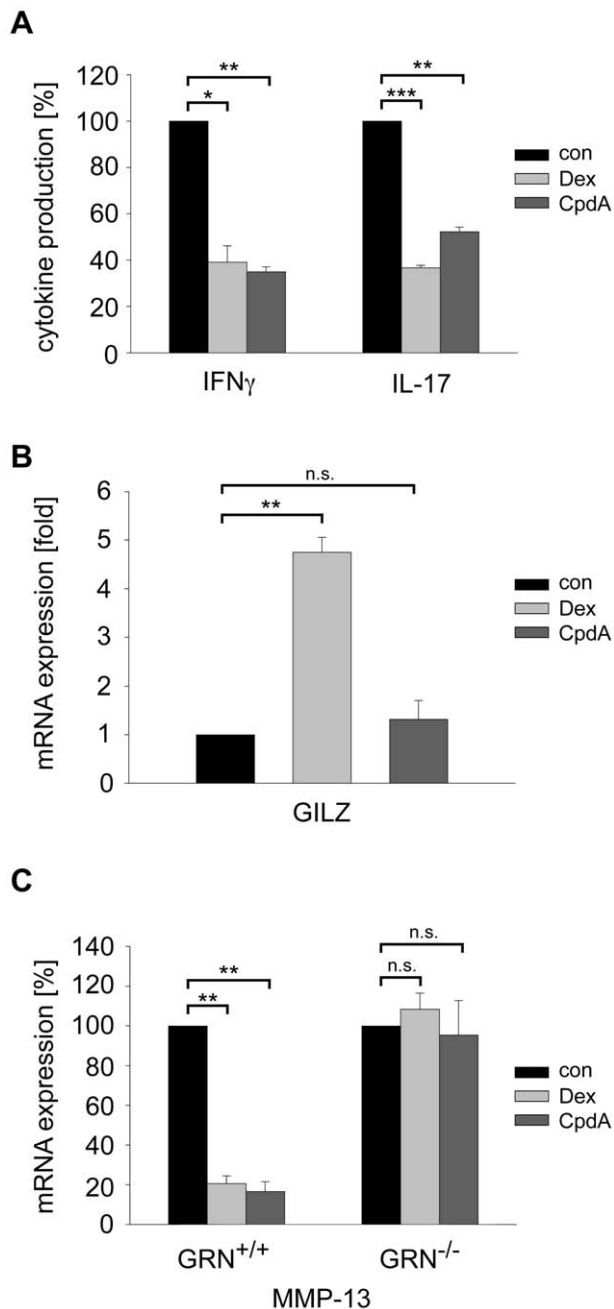 A
cytokine production [%]
120
100
80
60
40
20
0
**
*
**
***
IFNγ
IL-17
con
Dex
CpdA
B
mRNA expression [fold]
6
5
4
2
1
0
n.s.
**
GILZ
con
Dex
CpdA
C
mRNA expression [%]
140
120
100
80
60
40
20
0
**
**
n.s.
n.s.
GRN+/+
GRN-/-
MMP-13
con
Dex
CpdA